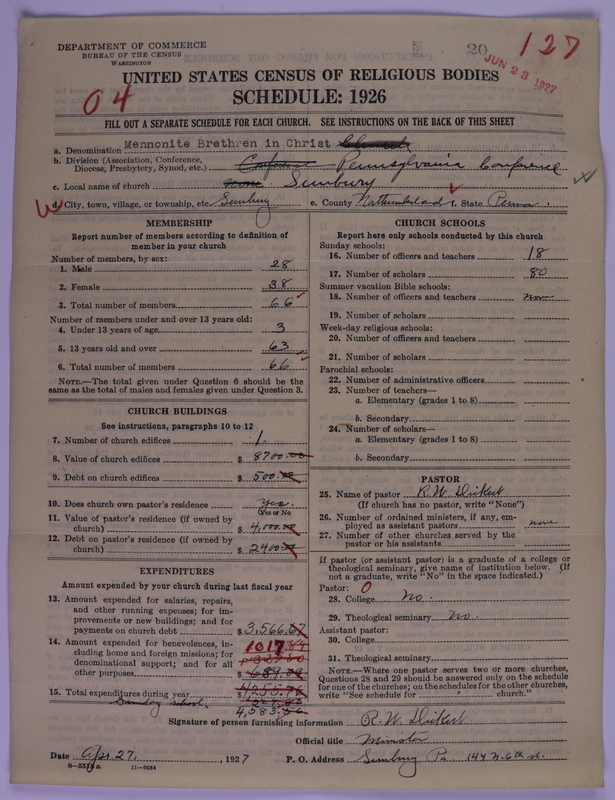 DEPARTMENT OF COMMERCE
BUREAU OF THE CENSUS
WASHINGTON
20
127
JUN 23 1927
UNITED STATES CENSUS OF RELIGIOUS BODIES
04
SCHEDULE: 1926
FILL OUT A SEPARATE SCHEDULE FOR EACH CHURCH. SEE INSTRUCTIONS ON THE BACK OF THIS SHEET
a. Denomination Mennonite Brethren in Christ
b. Division (Association, Conference, Diocese, Presbytery, Synod, etc.) Conference Pennsylvania Conference
c. Local name of church Sunbury
d. City, town, village, or township, etc. Sunbury e. County Northumberland f. State Penna.
MEMBERSHIP
Report number of members according to definition of member in your church
Number of members, by sex:
1. Male 28
2. Female 38
3. Total number of members 66
Number of members under and over 13 years old:
4. Under 13 years of age 3
5. 13 years old and over 63
6. Total number of members 66
NOTE.—The total given under Question 6 should be the same as the total of males and females given under Question 3.
CHURCH BUILDINGS
See instructions, paragraphs 10 to 12
7. Number of church edifices 1.
8. Value of church edifices $ 8700.00
9. Debt on church edifices $ 500.00
10. Does church own pastor's residence? Yes.
(Yes or No
11. Value of pastor's residence (if owned by church) $ 4,000.00
12. Debt on pastor's residence (if owned by church) $ 2400.00
EXPENDITURES
Amount expended by your church during last fiscal year
13. Amount expended for salaries, repairs, and other running expenses; for improvements or new buildings; and for payments on church debt $ 3,566.67
14. Amount expended for benevolences, including home and foreign missions; for denominational support; and for all other purposes $ 1017
15. Total expenditures during year $
Sunday school.
4,583.56
CHURCH SCHOOLS
Report here only schools conducted by this church
Sunday schools:
16. Number of officers and teachers 18
17. Number of scholars 80
Summer vacation Bible schools:
18. Number of officers and teachers none
19. Number of scholars
Week-day religious schools:
20. Number of officers and teachers
21. Number of scholars
Parochial schools:
22. Number of administrative officers
23. Number of teachers—
a. Elementary (grades 1 to 8)
b. Secondary
24. Number of scholars—
a. Elementary (grades 1 to 8)
b. Secondary
PASTOR
25. Name of pastor R. W. Dickert
(If church has no pastor, write "None")
26. Number of ordained ministers, if any, employed as assistant pastors none
27. Number of other churches served by the pastor or his assistants
If pastor (or assistant pastor) is a graduate of a college or theological seminary, give name of institution below. (If not a graduate, write "No" in the space indicated.)
Pastor: 0
28. College No.
29. Theological seminary No.
Assistant pastor:
30. College
31. Theological seminary
NOTE.—Where one pastor serves two or more churches, Questions 28 and 29 should be answered only on the schedule for one of the churches; on the schedules for the other churches, write "See schedule for church."
Signature of person furnishing information R. W. Dickert
Official title Minister
Date Apr. 27, 1927 P. O. Address Sunbury Pa. 147 N. 6th St.
11—9564